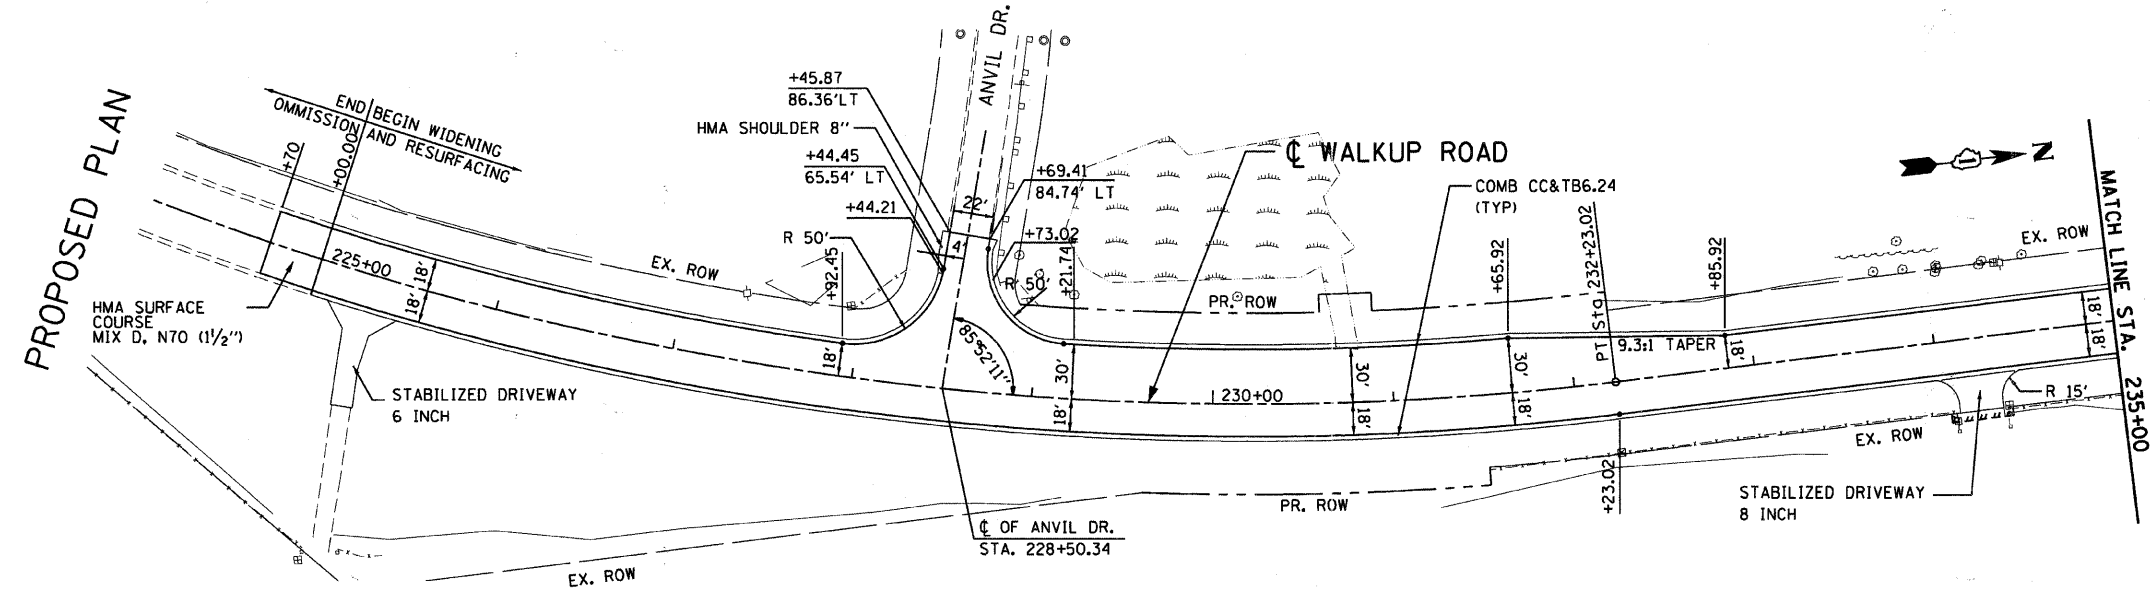 PROPOSED PLAN
END BEGIN WIDENING
OMMISSION AND RESURFACING
+70
+00.00
225+00
18' 18'
HMA SURFACE
COURSE
MIX D, N70 (1½")
STABILIZED DRIVEWAY
6 INCH
EX. ROW
+45.87
86.36'LT
HMA SHOULDER 8"
+44.45
65.54' LT
+44.21
R 50'
+92.45
18'
ANVIL DR.
22'
4'
+69.41
84.74' LT
+73.02
R 50'
+21.74
85°52'11"
30'
18'
℄ OF ANVIL DR.
STA. 228+50.34
EX. ROW
℄ WALKUP ROAD
PR. ROW
230+00
30'
18'
COMB CC&TB6.24
(TYP)
+65.92
30'
18'
PT Sta 232+23.02
9.3:1 TAPER
+85.92
18'
+23.02
PR. ROW
N
EX. ROW
18' 18'
R 15'
EX. ROW
STABILIZED DRIVEWAY
8 INCH
MATCH LINE STA. 235+00